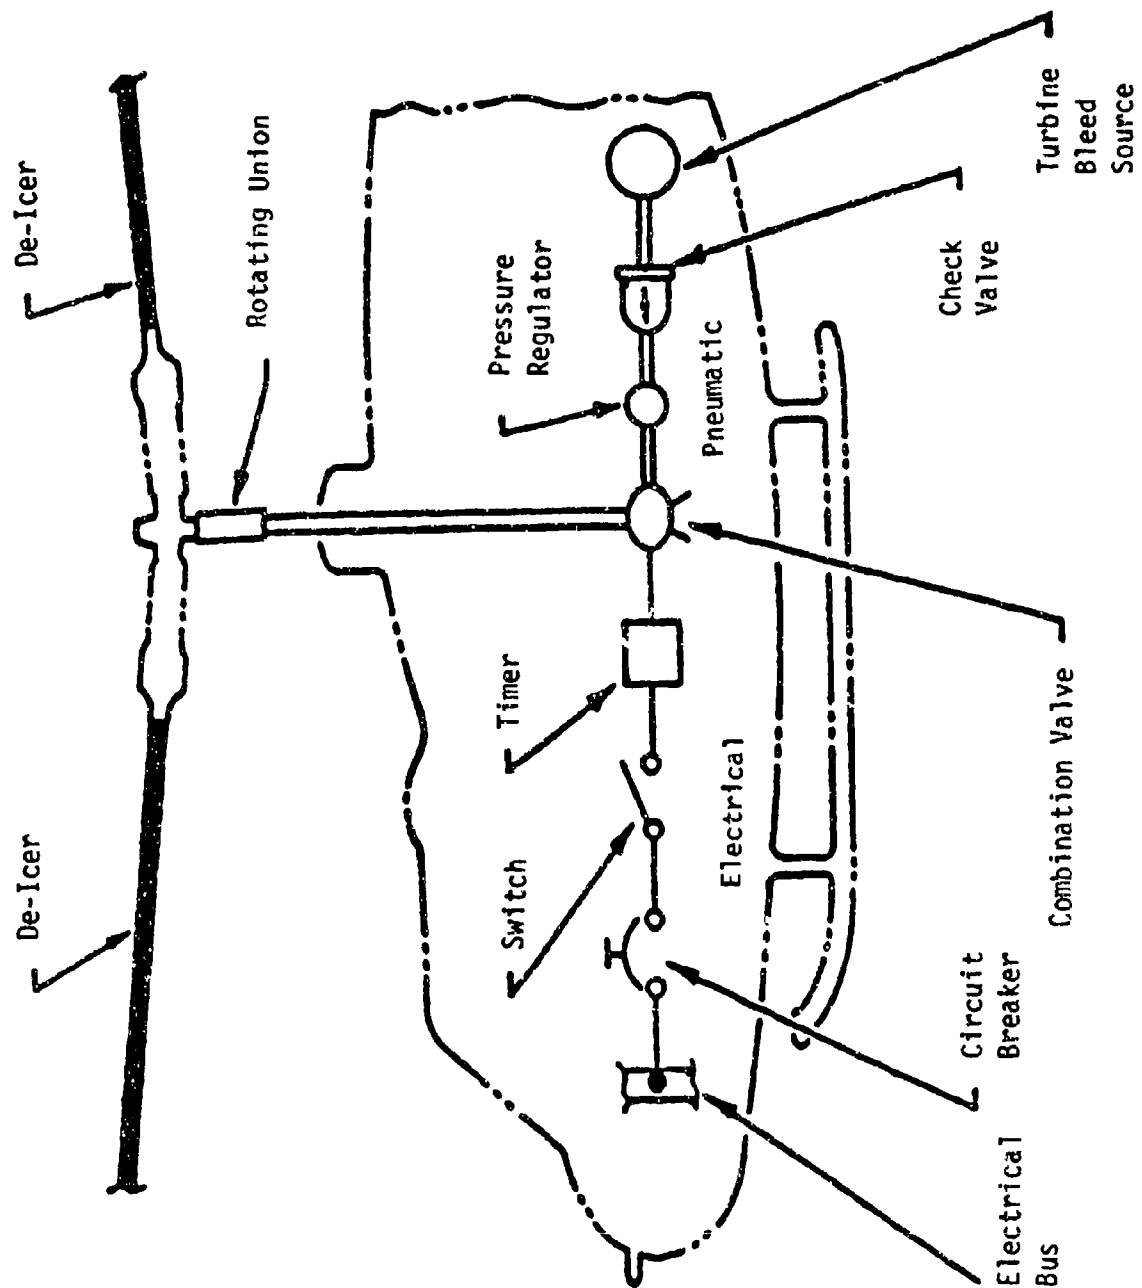 De-Icer
De-Icer
Rotating Union
Switch
Timer
Pressure
Regulator
Electrical
Pneumatic
Electrical
Bus
Circuit
Breaker
Combination Valve
Check
Valve
Turbine
Bleed
Source